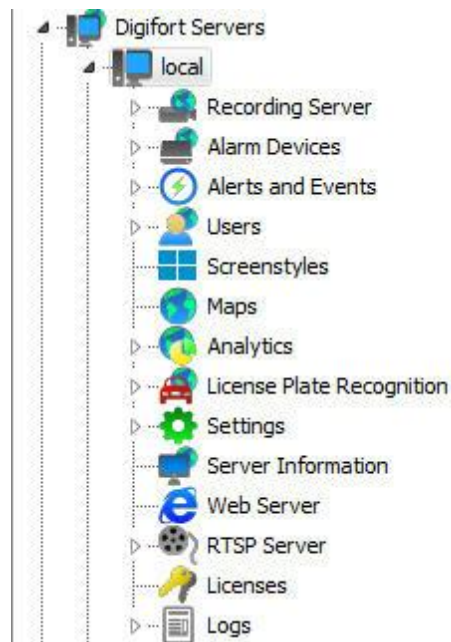 Digifort Servers
local
Recording Server
Alarm Devices
Alerts and Events
Users
Screenstyles
Maps
Analytics
License Plate Recognition
Settings
Server Information
Web Server
RTSP Server
Licenses
Logs